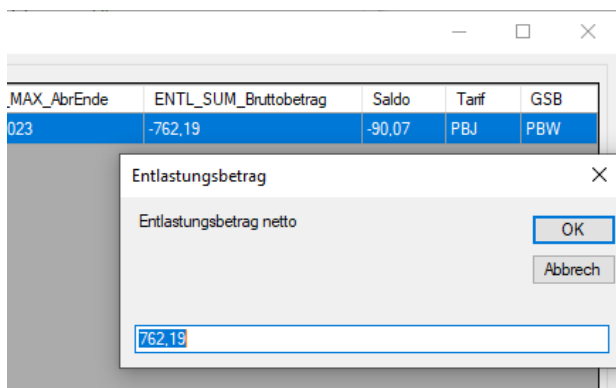 _MAX_AbrEnde ENTL_SUM_Bruttobetrag Saldo Tarif GSB
023 -762,19 -90,07 PBJ PBW
Entlastungsbetrag
Entlastungsbetrag netto
OK
Abbrech
762,19